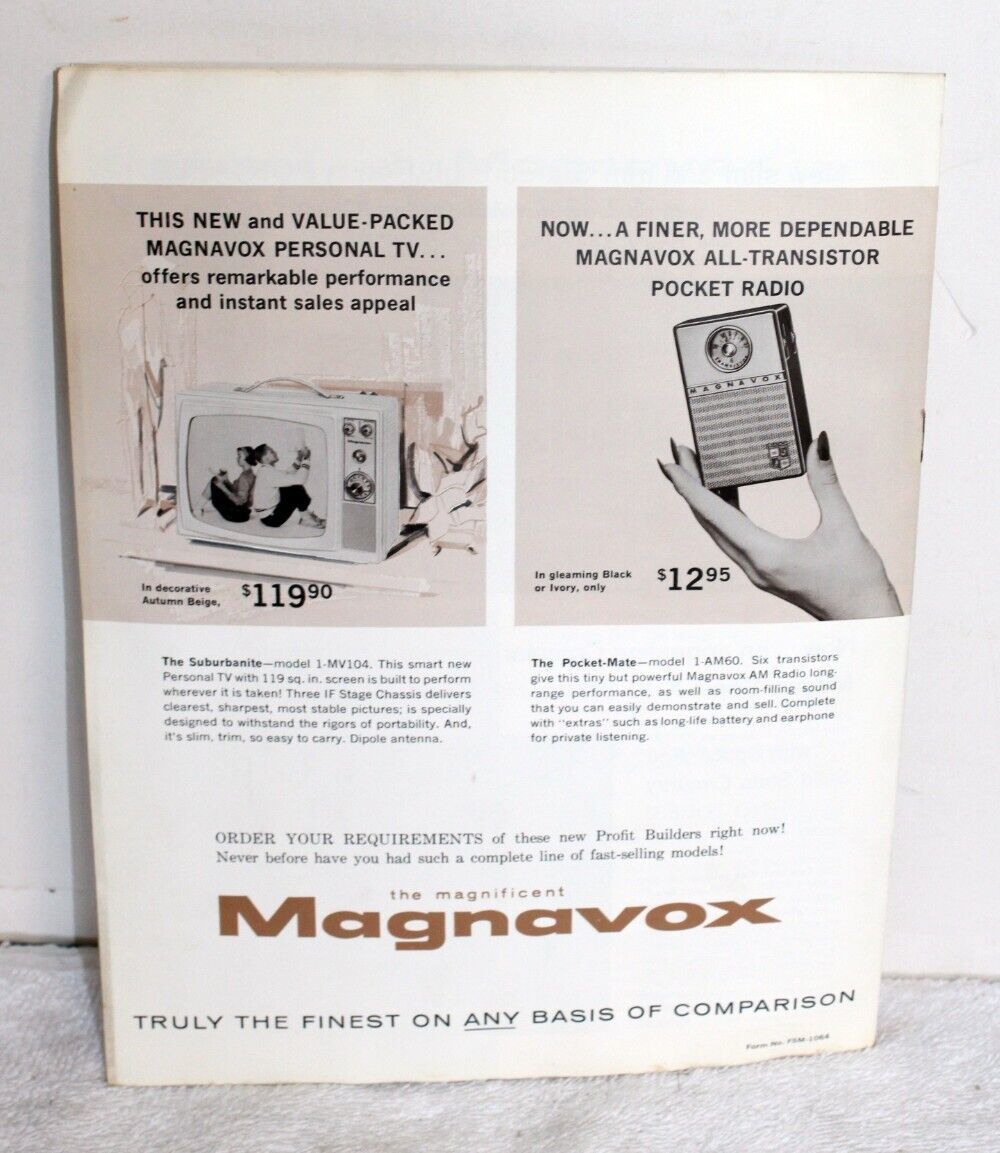 THIS NEW and VALUE-PACKED
MAGNAVOX PERSONAL TV...
offers remarkable performance
and instant sales appeal
In decorative
Autumn Beige,
$119 90
NOW...A FINER, MORE DEPENDABLE
MAGNAVOX ALL-TRANSISTOR
POCKET RADIO
MAGNAVOX
In gleaming Black
or Ivory, only
$12 95
The Suburbanite—model 1-MV104. This smart new
Personal TV with 119 sq. in. screen is built to perform
wherever it is taken! Three IF Stage Chassis delivers
clearest, sharpest, most stable pictures; is specially
designed to withstand the rigors of portability. And,
it's slim, trim, so easy to carry. Dipole antenna.
The Pocket-Mate—model 1-AM60. Six transistors
give this tiny but powerful Magnavox AM Radio long-
range performance, as well as room-filling sound
that you can easily demonstrate and sell. Complete
with "extras" such as long-life battery and earphone
for private listening.
ORDER YOUR REQUIREMENTS of these new Profit Builders right now!
Never before have you had such a complete line of fast-selling models!
the magnificent
Magnavox
TRULY THE FINEST ON ANY BASIS OF COMPARISON
Form No. FSM-1064